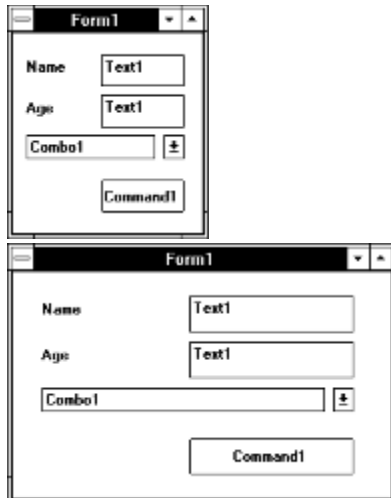 Form1
Name Text1
Age Text1
Combo1
Command1
Form1
Name Text1
Age Text1
Combo1
Command1